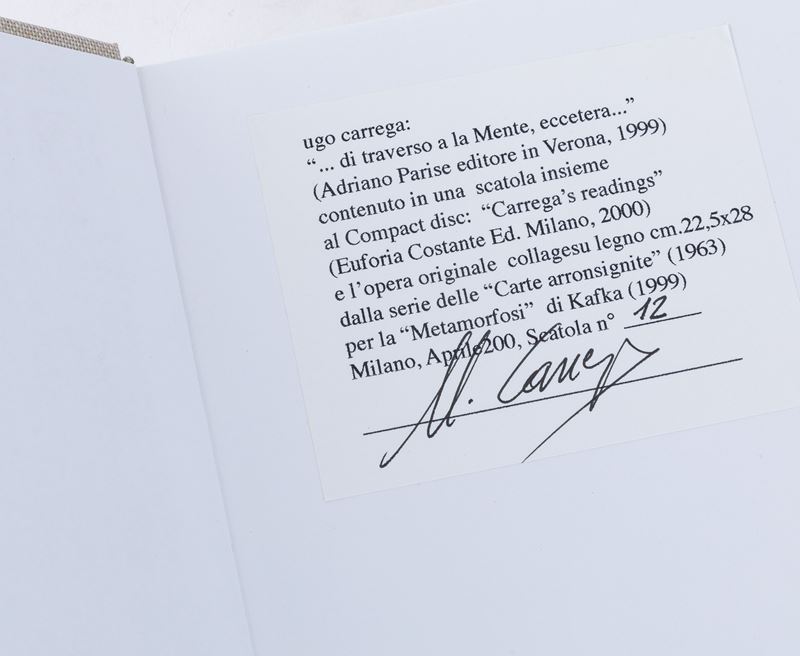 ugo carrega:
“... di traverso a la Mente, eccetera...”
(Adriano Parise editore in Verona, 1999)
contenuto in una scatola insieme
al Compact disc: “Carrega’s readings”
(Euforia Costante Ed. Milano, 2000)
e l’opera originale collagesu legno cm.22,5x28
dalla serie delle “Carte arronsignite” (1963)
per la “Metamorfosi” di Kafka (1999)
Milano, Aprile200, Scatola n° 12
U. Carrega